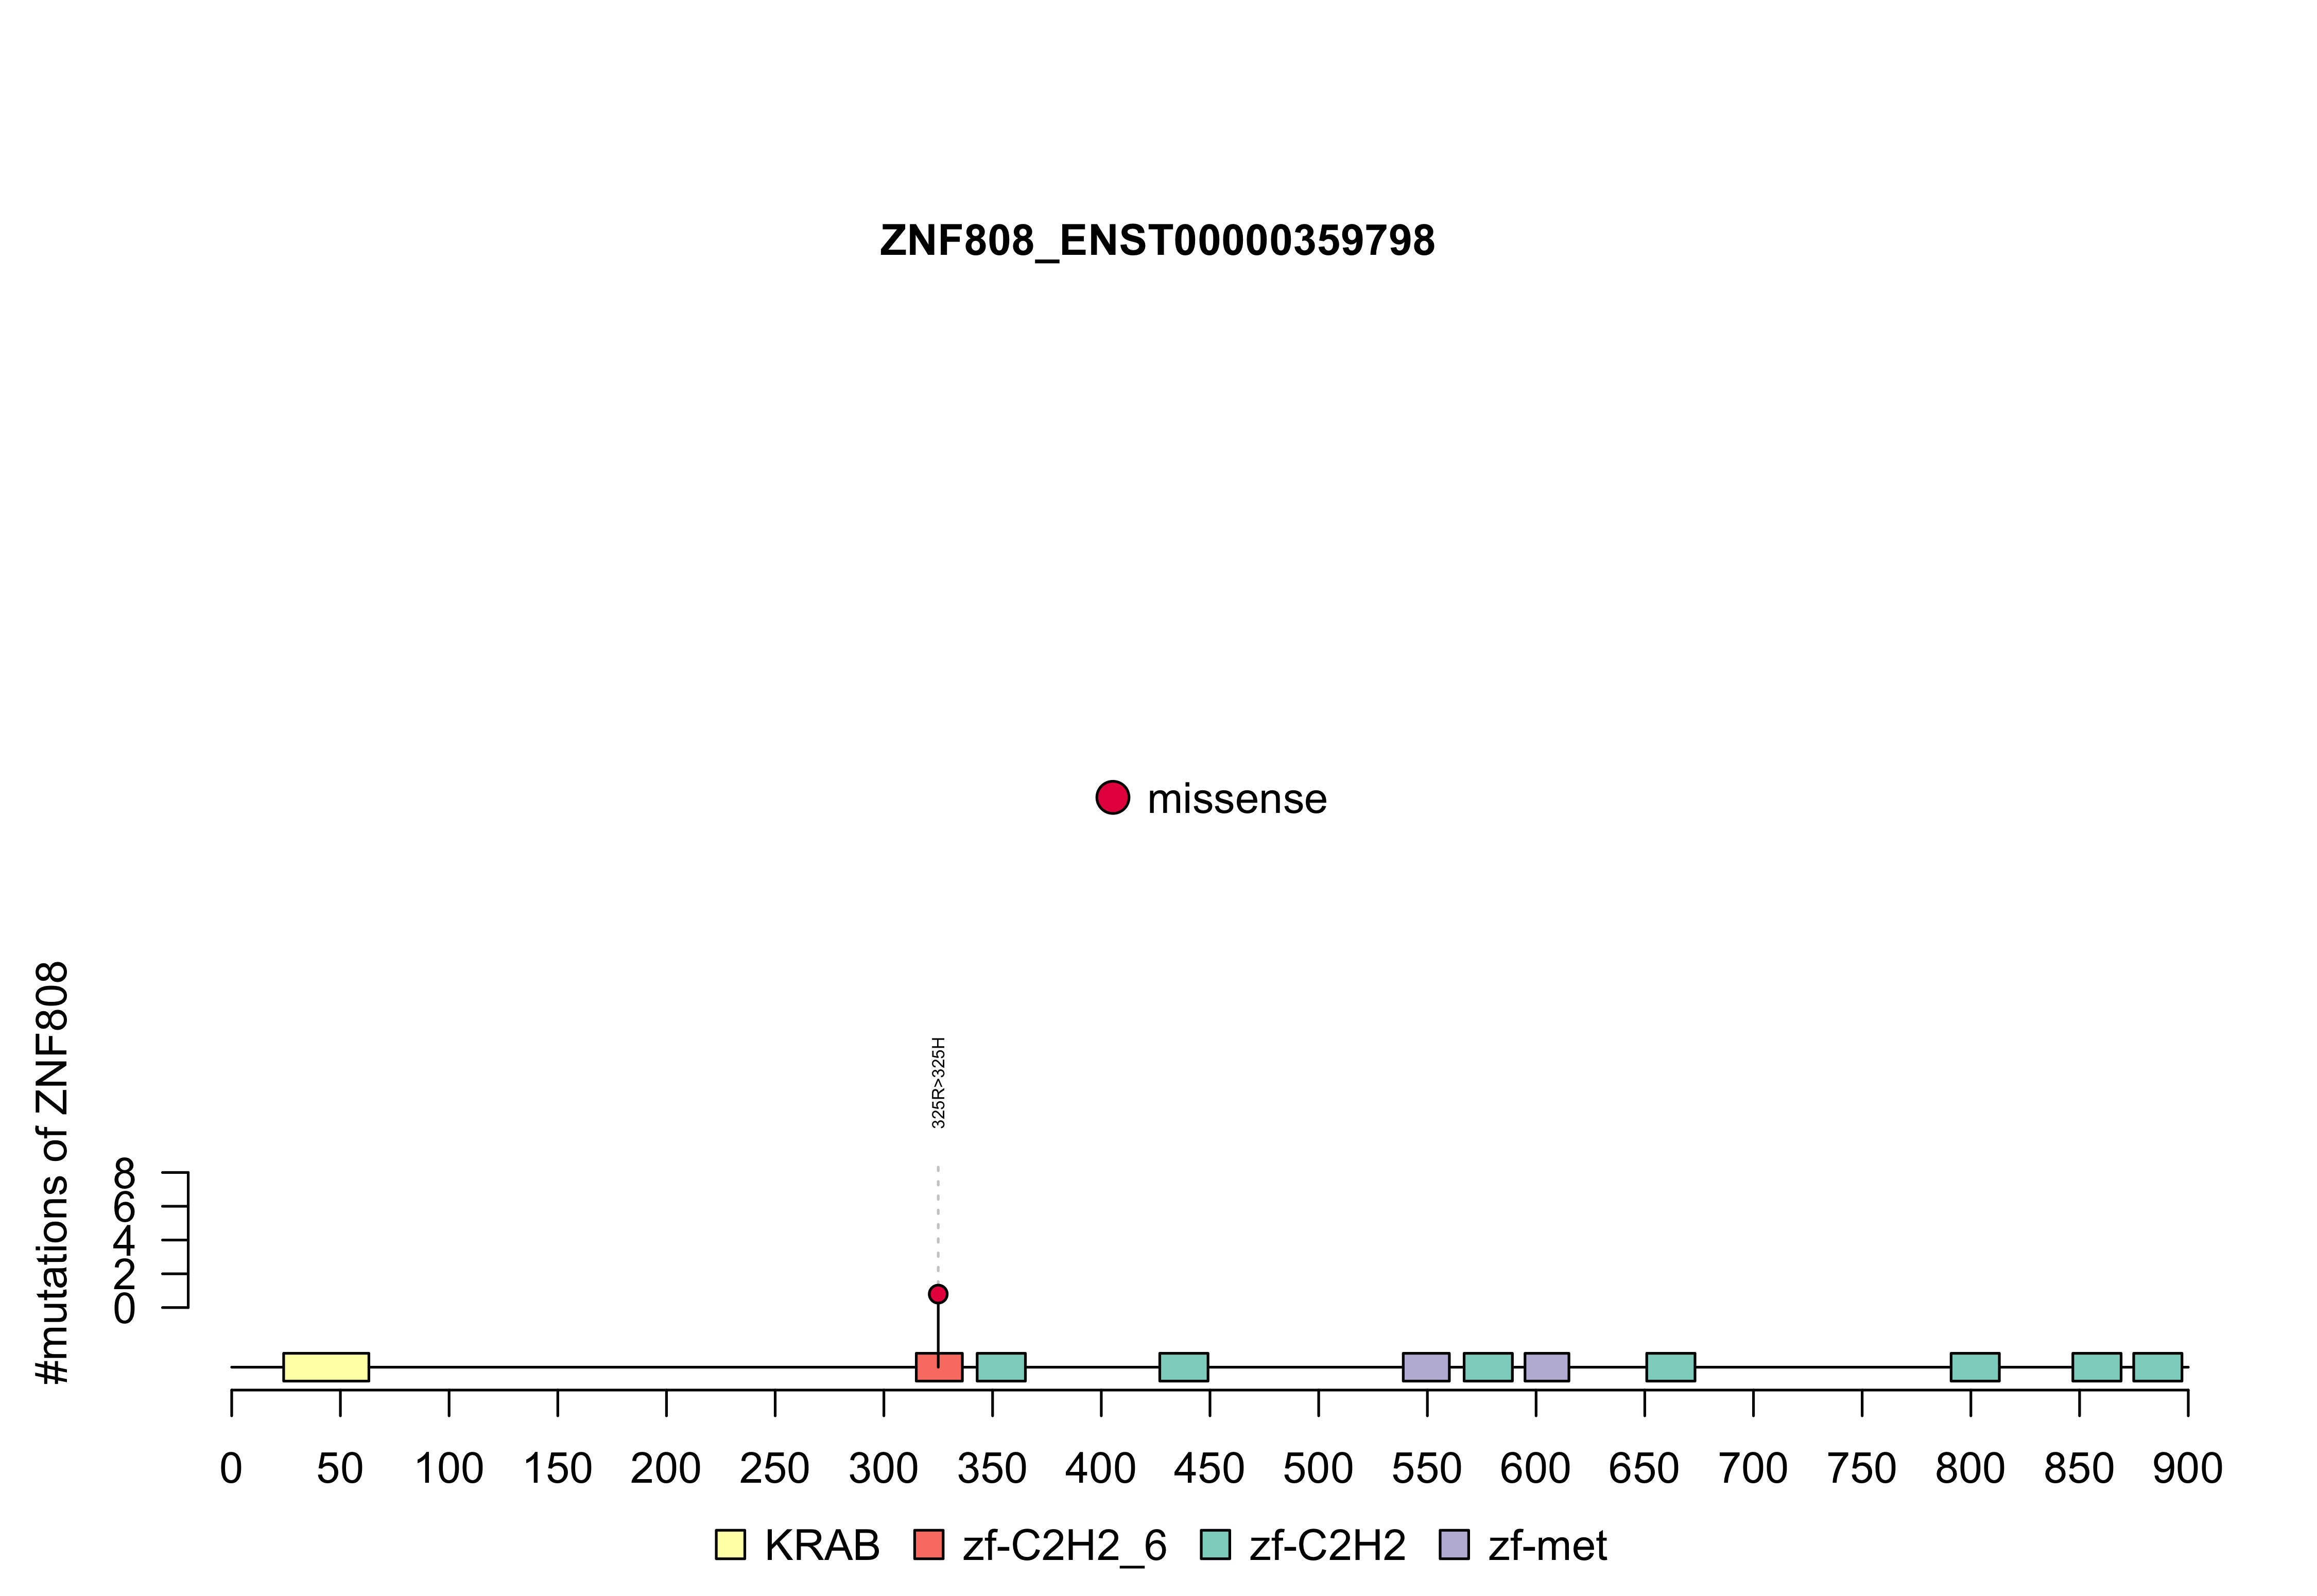 ZNF808_ENST00000359798
missense
#mutations of ZNF808
325R>325H
8
6
4
2
0
0 50 100 150 200 250 300 350 400 450 500 550 600 650 700 750 800 850 900
KRAB zf-C2H2_6 zf-C2H2 zf-met